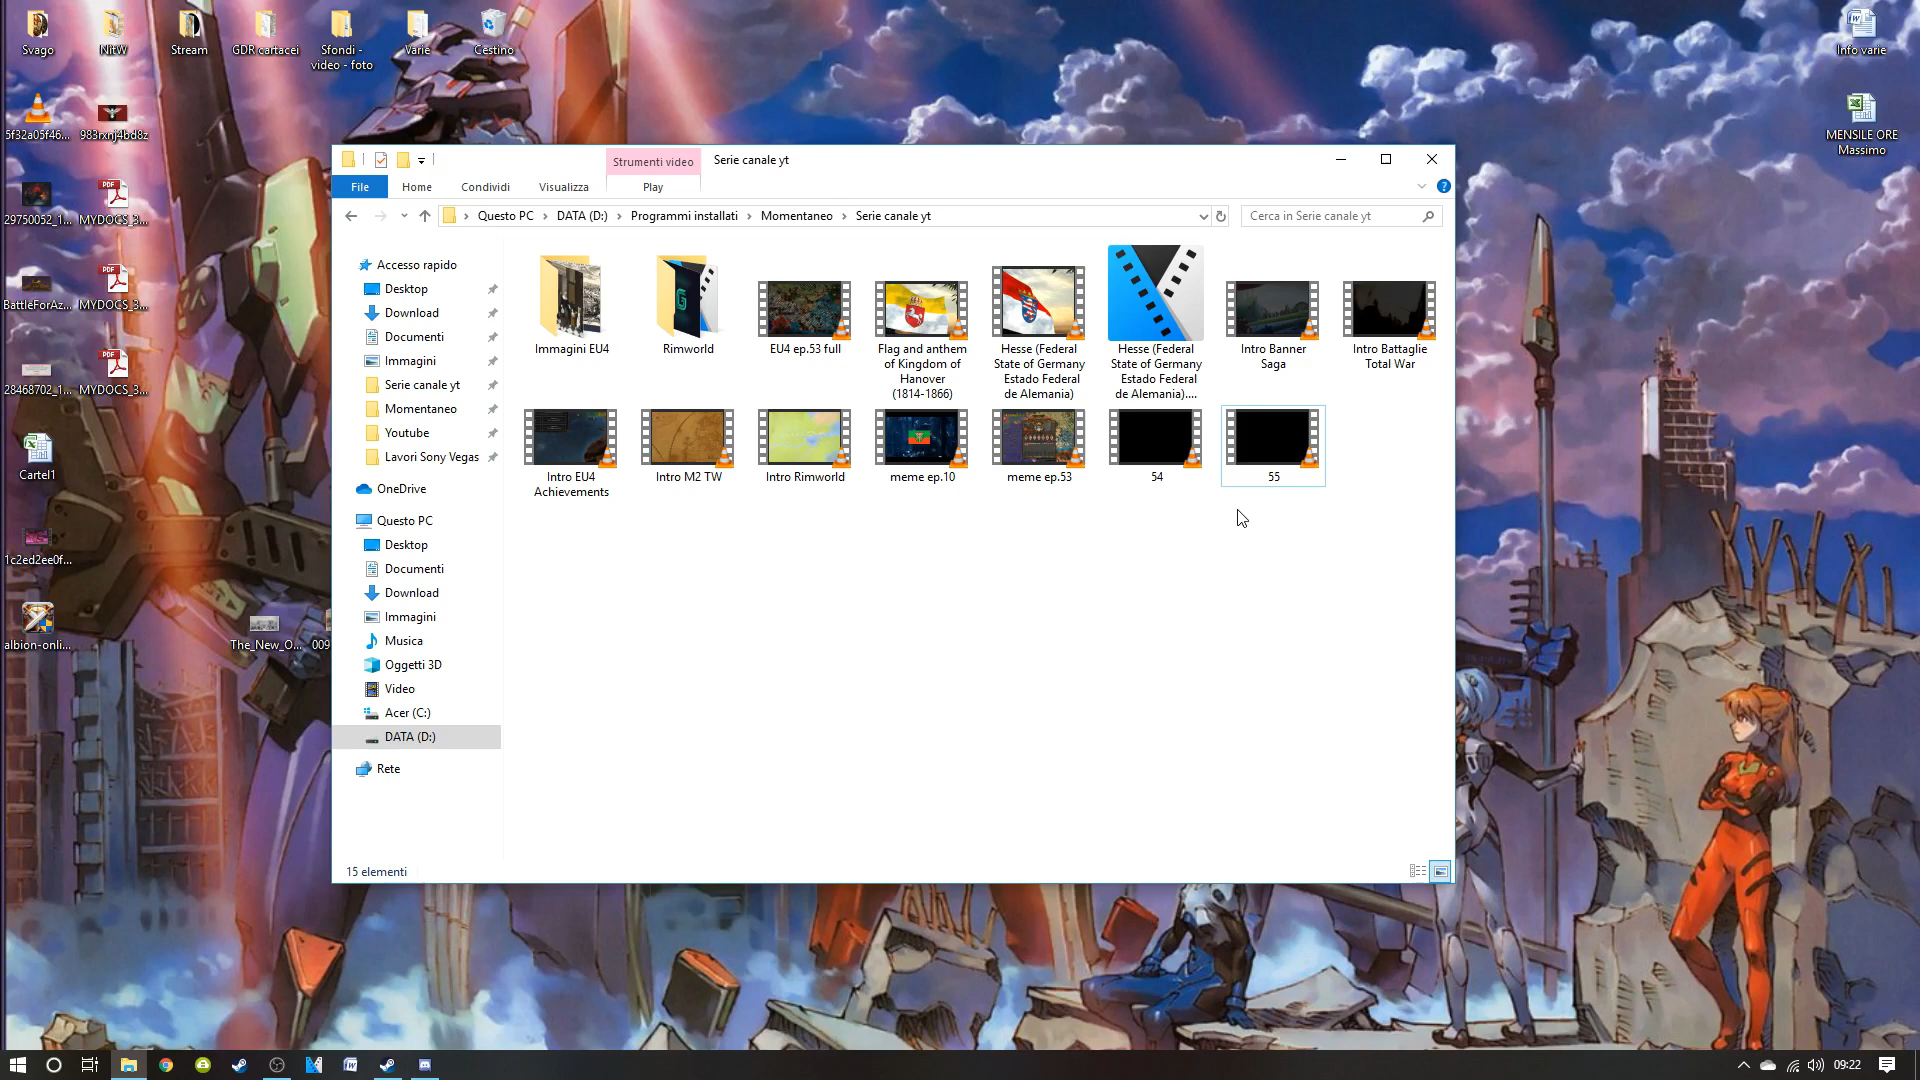 Svago
NitW
Stream
GDR cartacei
Sfondi -
video - foto
Varie
Cestino
Info varie
5f32a05f46...
983rxnj4bd8z
MENSILE ORE
Massimo
29750052_1...
PDF
MYDOCS_3...
BattleForAz...
PDF
MYDOCS_3...
28468702_1...
PDF
MYDOCS_3...
Cartel1
1c2ed2ee0f...
albion-onli...
The_New_O...
009
Strumenti video
Serie canale yt
File
Home
Condividi
Visualizza
Play
Questo PC
DATA (D:)
Programmi installati
Momentaneo
Serie canale yt
Cerca in Serie canale yt
Accesso rapido
Desktop
Download
Documenti
Immagini
Serie canale yt
Momentaneo
Youtube
Lavori Sony Vegas
OneDrive
Questo PC
Desktop
Documenti
Download
Immagini
Musica
Oggetti 3D
Video
Acer (C:)
DATA (D:)
Rete
Immagini EU4
Rimworld
EU4 ep.53 full
Flag and anthem
of Kingdom of
Hanover
(1814-1866)
Hesse (Federal
State of Germany
Estado Federal
de Alemania)
Hesse (Federal
State of Germany
Estado Federal
de Alemania)....
Intro Banner
Saga
Intro Battaglie
Total War
Intro EU4
Achievements
Intro M2 TW
Intro Rimworld
meme ep.10
meme ep.53
54
55
15 elementi
09:22